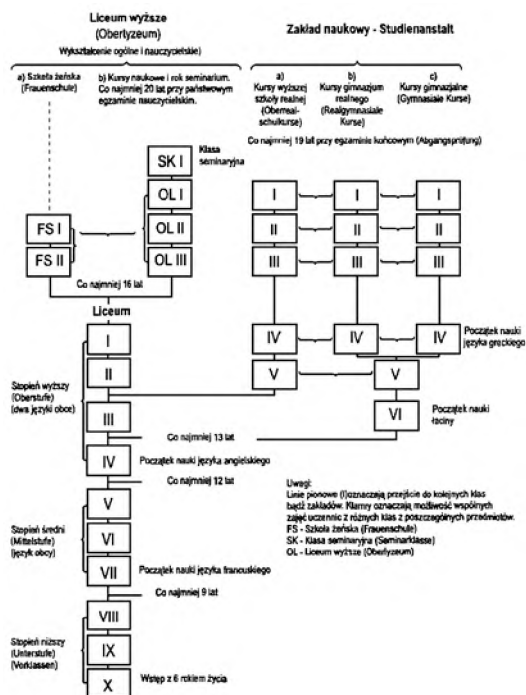 Liceum wyższe
(Oberlyzeum)
Wykształcenie ogólne i nauczycielskie)
a) Szkoła żeńska
(Frauenschule)
b) Kursy naukowe i rok seminarium.
Co najmniej 20 lat przy państwowym
egzaminie nauczycielskim.
Zakład naukowy - Studienanstalt
a)
Kursy wyższej
szkoły realnej
(Oberreal-
schulkurse)
b)
Kursy gimnazjum
realnego
(Realgymnasiale
Kurse)
c)
Kursy gimnazjalne
(Gymnasiale Kurse)
Co najmniej 19 lat przy egzaminie końcowym (Abgangsprüfung)
SK I
Klasa
seminaryjna
OL I
OL II
OL III
FS I
FS II
Co najmniej 16 lat
I
I
I
II
II
II
III
III
III
IV
IV
IV
Początek nauki
języka greckiego
V
V
VI
Początek nauki
łaciny
Liceum
I
II
III
IV
Stopień wyższy
(Oberstufe)
(dwa języki obce)
Co najmniej 13 lat
Początek nauki języka angielskiego
Co najmniej 12 lat
V
VI
VII
Stopień średni
(Mittelstufe)
(język obcy)
Początek nauki języka francuskiego
Co najmniej 9 lat
VIII
IX
X
Stopień niższy
(Unterstufe)
(Vorklassen)
Wstęp z 6 rokiem życia
Uwagi:
Linie pionowe (I)oznaczają przejście do kolejnych klas
bądź zakładów. Klamry oznaczają możliwość wspólnych
zajęć uczennic z różnych klas z poszczególnych przedmiotów.
FS - Szkoła żeńska (Frauenschule)
SK - Klasa seminaryjna (Seminarklasse)
OL - Liceum wyższe (Oberlyzeum)